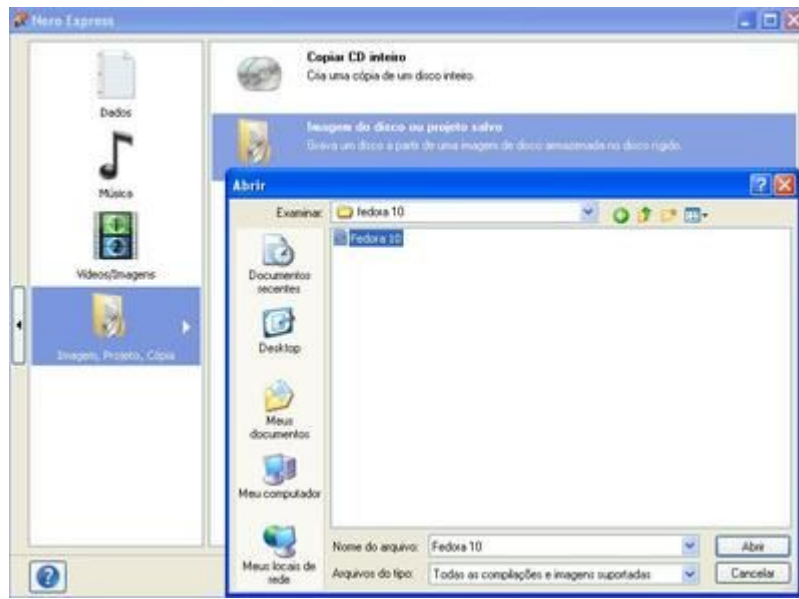 Nero Express
Dados
Música
Vídeos/Imagens
Imagem, Projeto, Cópia
Copiar CD inteiro
Cria uma cópia de um disco inteiro.
Imagem do disco ou projeto salvo
Grava um disco a partir de uma imagem de disco armazenada no disco rígido.
Abrir
Examinar:
fedora 10
Fedora 10
Documentos
recentes
Desktop
Meus
documentos
Meu computador
Meus locais de
rede
Nome do arquivo:
Fedora 10
Abrir
Arquivos do tipo:
Todas as compilações e imagens suportadas
Cancelar